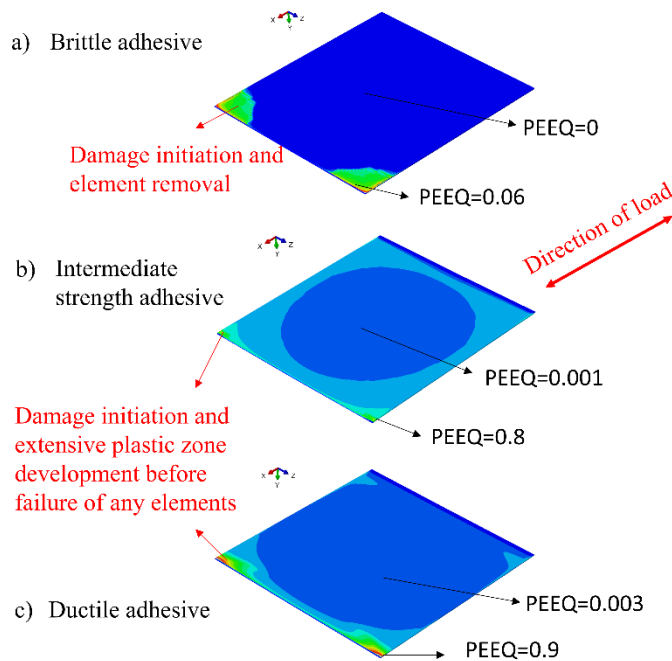 a) Brittle adhesive
X Z
Y
PEEQ=0
Damage initiation and
element removal
PEEQ=0.06
Direction of load
X Z
Y
b) Intermediate
strength adhesive
PEEQ=0.001
Damage initiation and
extensive plastic zone
development before
failure of any elements
PEEQ=0.8
X Z
Y
PEEQ=0.003
c) Ductile adhesive
PEEQ=0.9